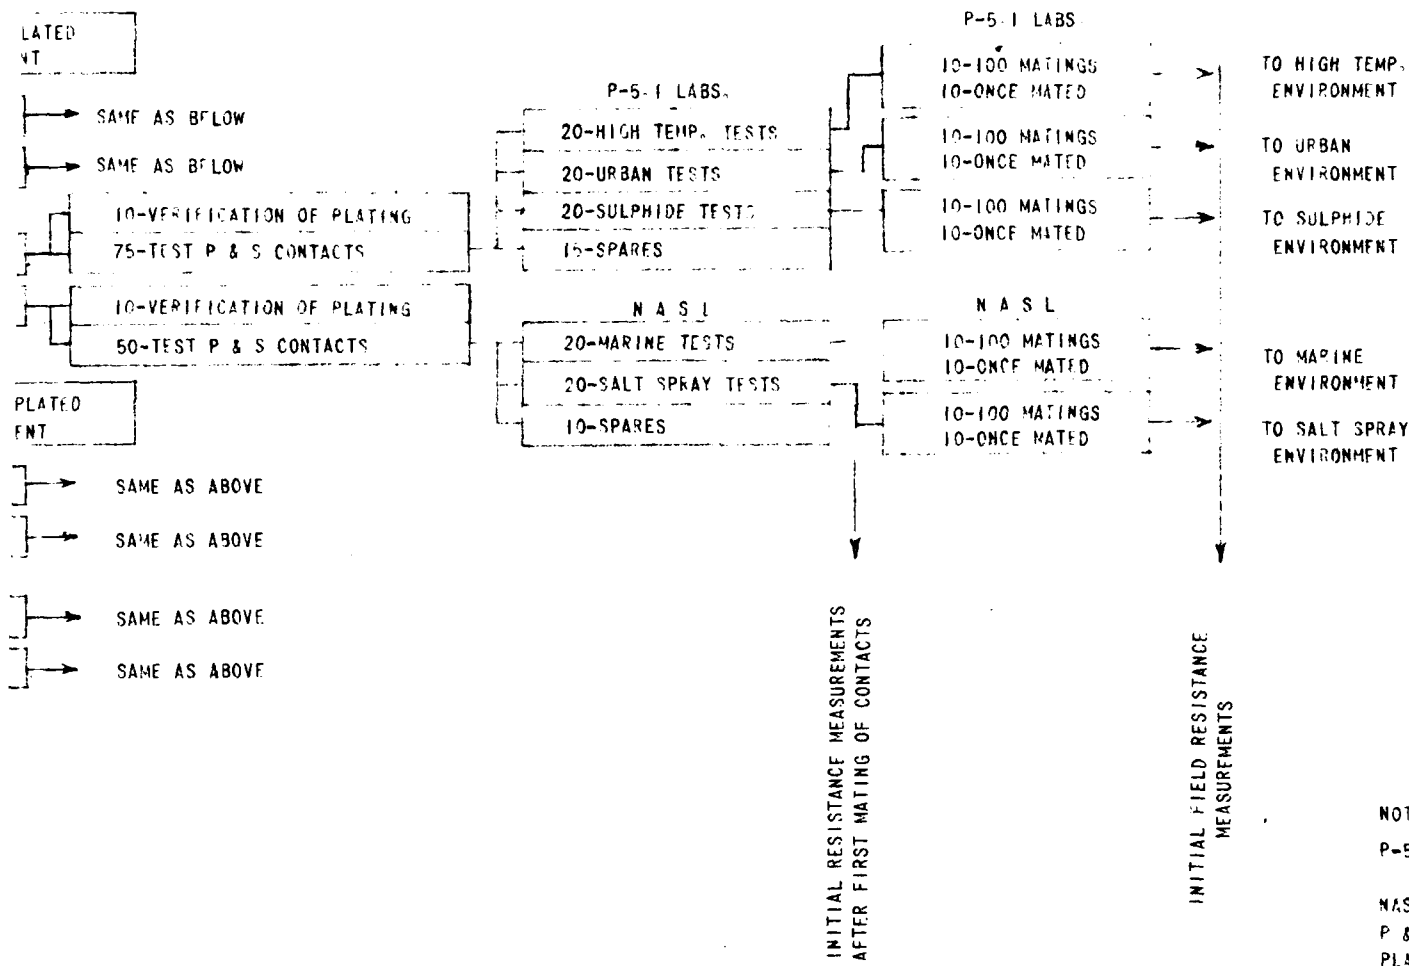 LATED
NT
SAME AS BELOW
SAME AS BELOW
10-VERIFICATION OF PLATING
75-TEST P & S CONTACTS
10-VERIFICATION OF PLATING
50-TEST P & S CONTACTS
PLATED
ENT
SAME AS ABOVE
SAME AS ABOVE
SAME AS ABOVE
SAME AS ABOVE
P-5-1 LABS.
20-HIGH TEMP. TESTS
20-URBAN TESTS
20-SULPHIDE TESTS
15-SPARES
N A S L
20-MARINE TESTS
20-SALT SPRAY TESTS
10-SPARES
P-5-1 LABS
10-100 MATINGS
10-ONCE MATED
10-100 MATINGS
10-ONCE MATED
10-100 MATINGS
10-ONCE MATED
N A S L
10-100 MATINGS
10-ONCE MATED
10-100 MATINGS
10-ONCE MATED
TO HIGH TEMP.
ENVIRONMENT
TO URBAN
ENVIRONMENT
TO SULPHIDE
ENVIRONMENT
TO MARINE
ENVIRONMENT
TO SALT SPRAY
ENVIRONMENT
INITIAL RESISTANCE MEASUREMENTS
AFTER FIRST MATING OF CONTACTS
INITIAL FIELD RESISTANCE
MEASUREMENTS
NOT
P-5
NAS
P &
PLA